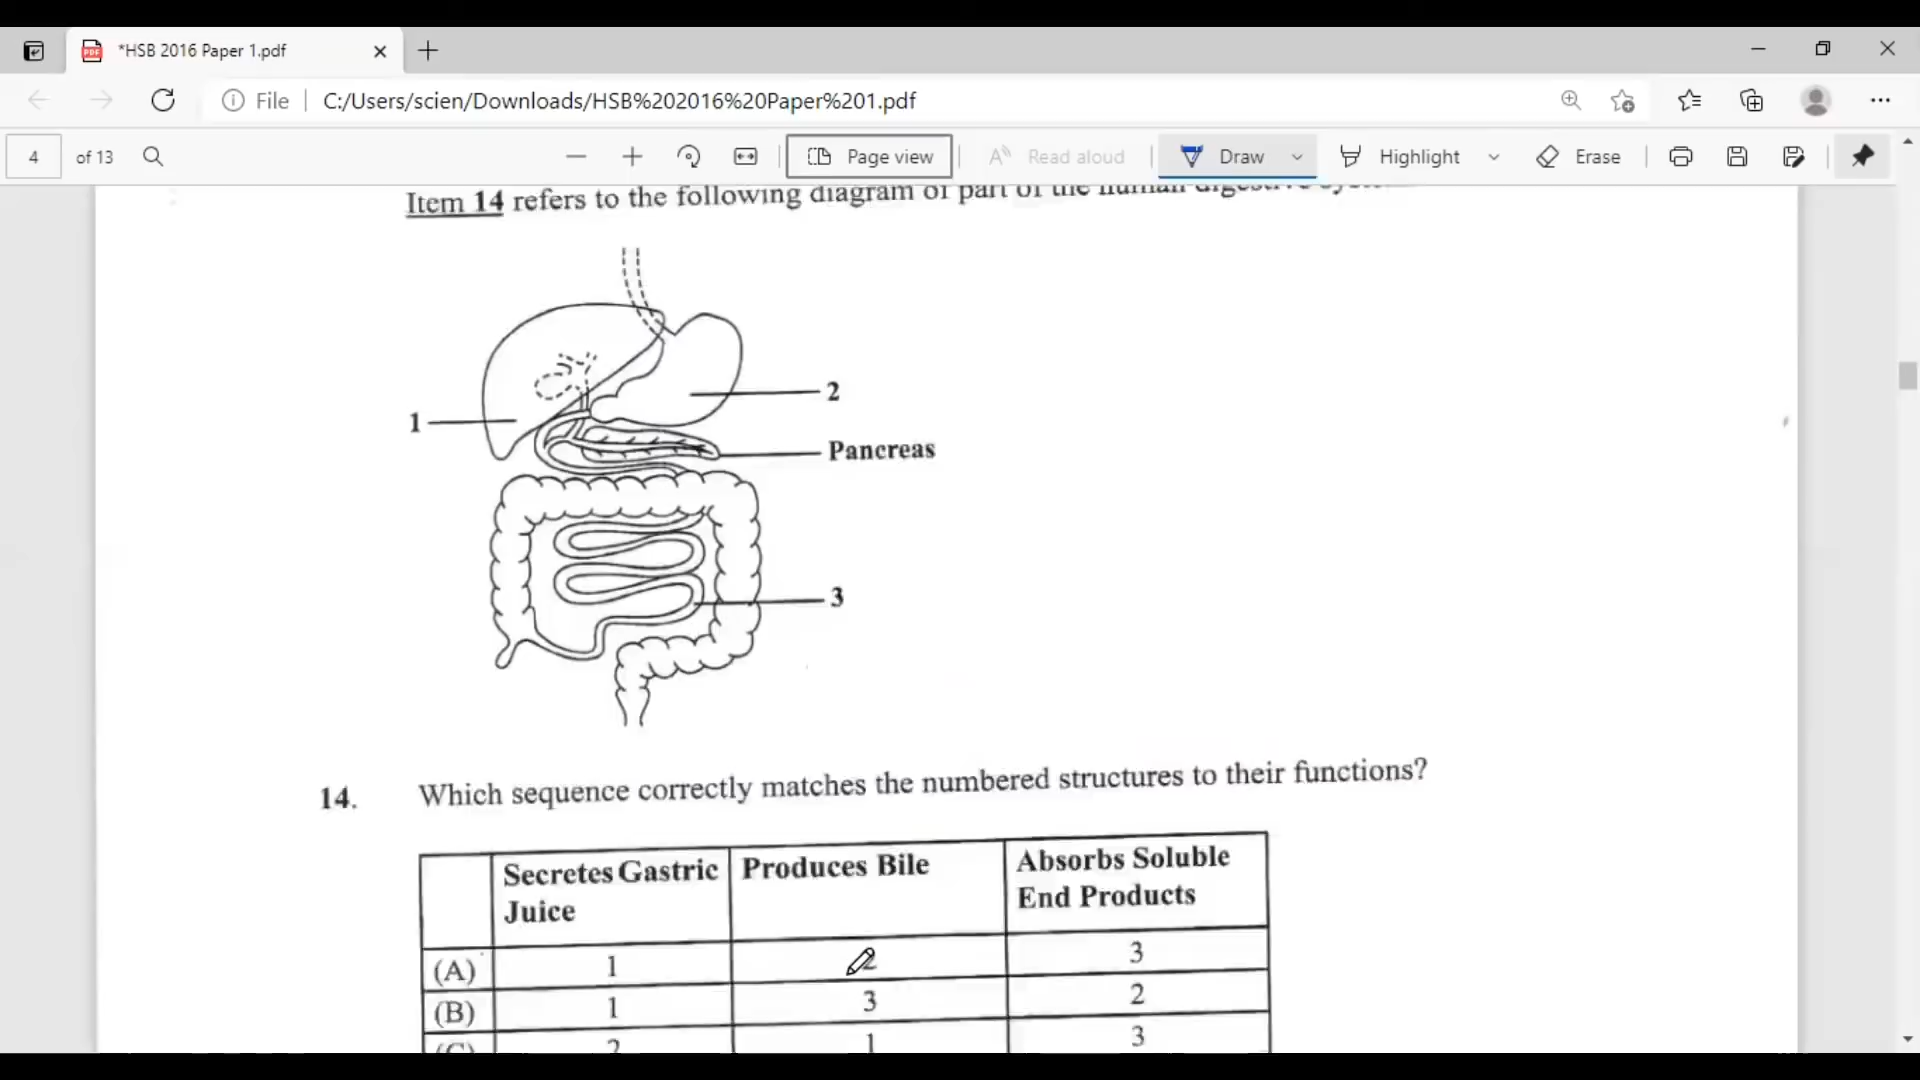 *HSB 2016 Paper 1.pdf
File
C:/Users/scien/Downloads/HSB%202016%20Paper%201.pdf
4 of 13
Page view
Read aloud
Draw
Highlight
Erase
Item 14 refers to the following diagram of part of the human digestive
1
2
Pancreas
3
14. Which sequence correctly matches the numbered structures to their functions?
Secretes Gastric Juice
Produces Bile
Absorbs Soluble End Products
(A) 1 2 3
(B) 1 3 2
(C) 2 1 3